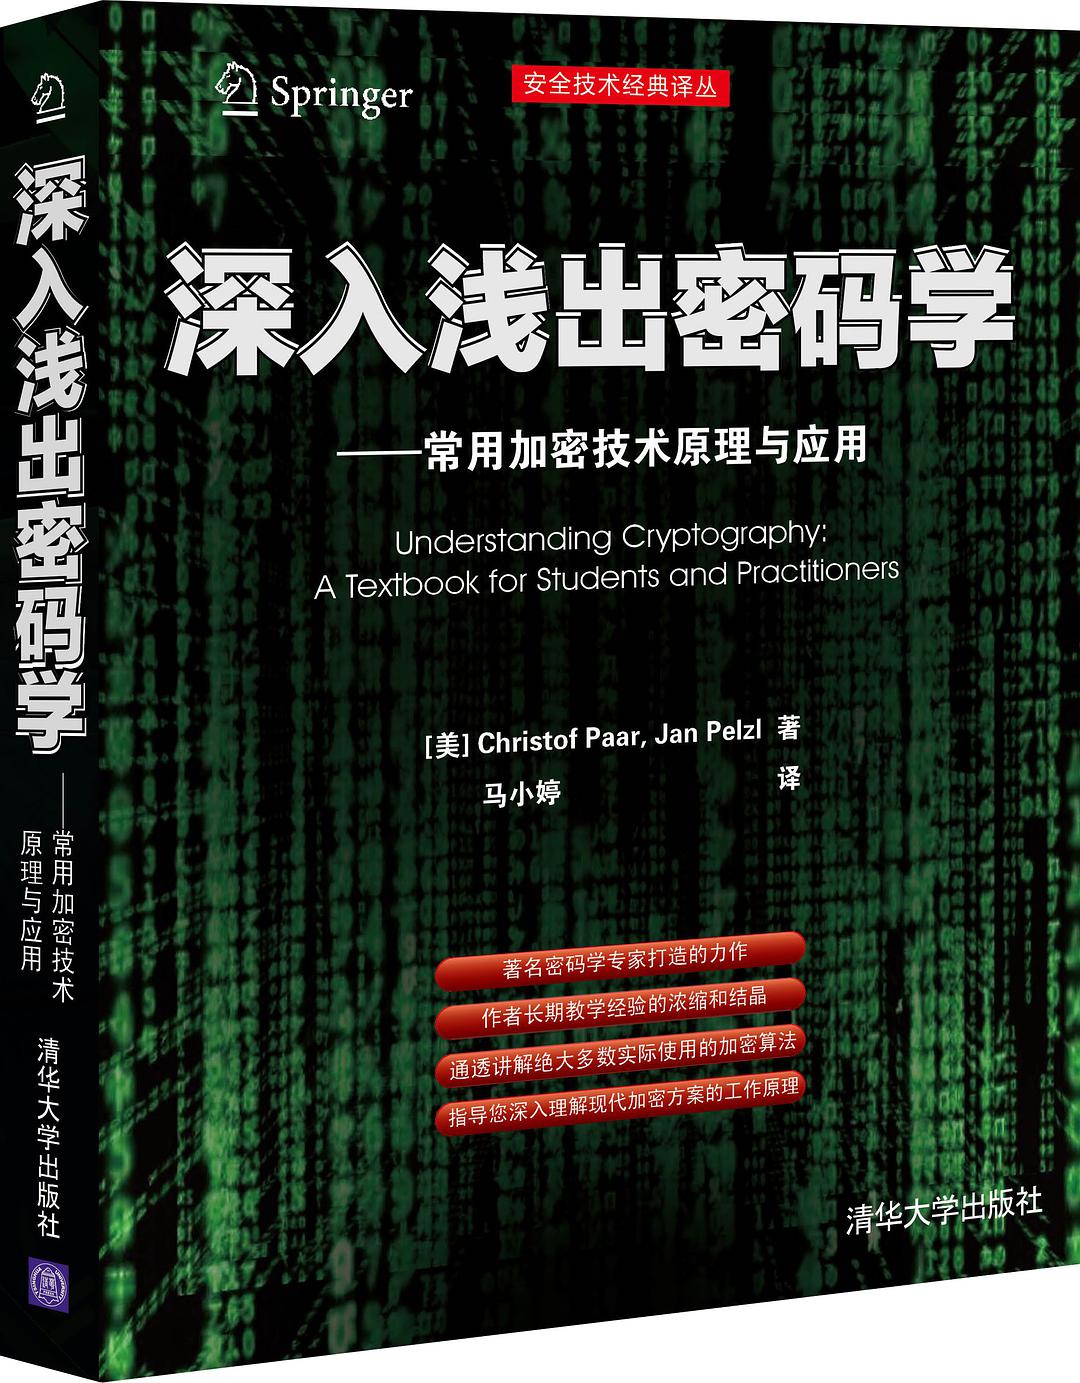 Springer
安全技术经典译丛
深入浅出密码学
——常用加密技术原理与应用
Understanding Cryptography:
A Textbook for Students and Practitioners
[美] Christof Paar, Jan Pelzl 著
马小婷 译
著名密码学专家打造的力作
作者长期教学经验的浓缩和结晶
通透讲解绝大多数实际使用的加密算法
指导您深入理解现代加密方案的工作原理
清华大学出版社
深入浅出密码学
——常用加密技术
原理与应用
清华大学出版社